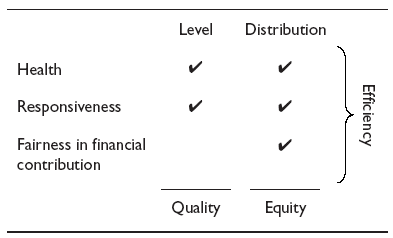 Level Distribution
Health ✔ ✔
Responsiveness ✔ ✔
Fairness in financial
contribution ✔
Efficiency
Quality Equity